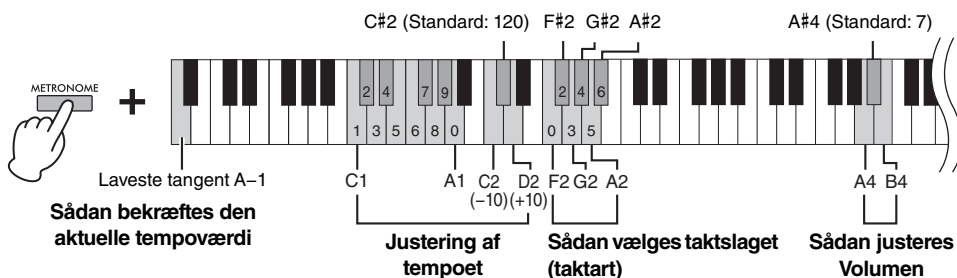 C#2 (Standard: 120) F#2 G#2 A#2 A#4 (Standard: 7)
METRONOME
+
2 4 7 9 2 4 6
1 3 5 6 8 0 0 3 5
Laveste tangent A−1 C1 A1 C2 D2 F2 G2 A2 A4 B4
(−10) (+10)
Sådan bekræftes den
aktuelle tempoværdi
Justering af
tempoet
Sådan vælges taktslaget
(taktart)
Sådan justeres
Volumen